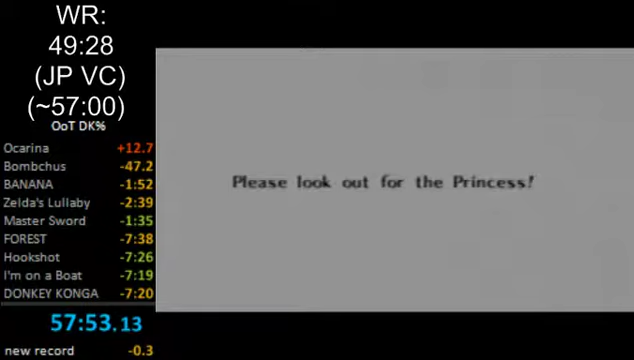 WR:
49:28
(JP VC)
(~57:00)
OoT DK%
Ocarina +12.7
Bombchus -47.2
BANANA -1:52
Zelda's Lullaby -2:39
Master Sword -1:35
FOREST -7:38
Hookshot -7:26
I'm on a Boat -7:19
DONKEY KONGA -7:20
57:53.13
new record -0.3
Please look out for the Princess!